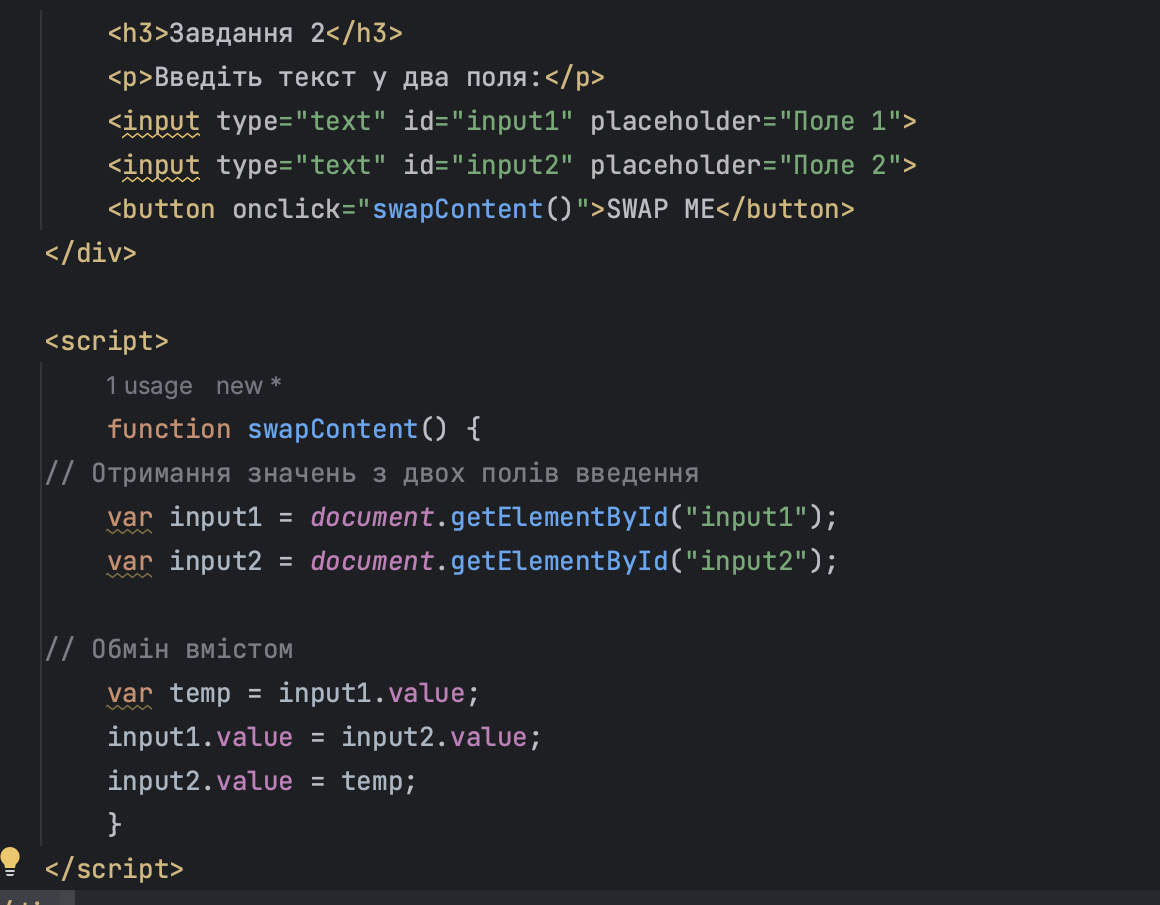 <h3>Завдання 2</h3>
<p>Введіть текст у два поля:</p>
<input type="text" id="input1" placeholder="Поле 1">
<input type="text" id="input2" placeholder="Поле 2">
<button onclick="swapContent()">SWAP ME</button>
</div>
<script>
1 usage new *
function swapContent() {
// Отримання значень з двох полів введення
var input1 = document.getElementById("input1");
var input2 = document.getElementById("input2");
// Обмін вмістом
var temp = input1.value;
input1.value = input2.value;
input2.value = temp;
}
</script>